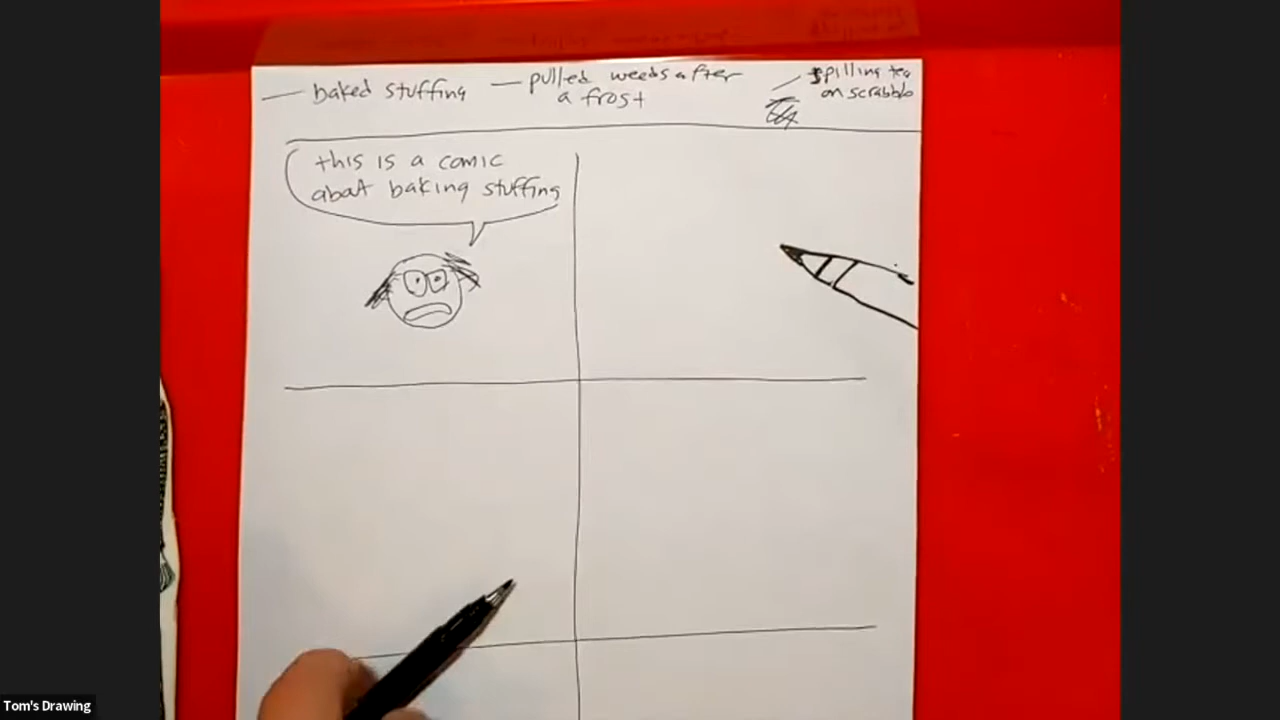 — baked stuffing
— pulled weeds after
a frost
spilling tea
on scrabble
this is a comic
about baking stuffing
Tom's Drawing